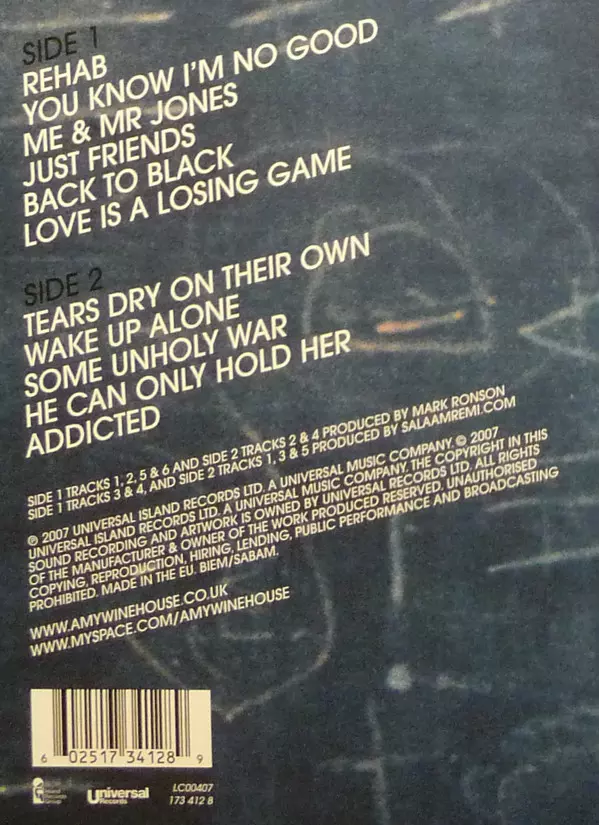 SIDE 1
REHAB
YOU KNOW I'M NO GOOD
ME & MR JONES
JUST FRIENDS
BACK TO BLACK
LOVE IS A LOSING GAME
SIDE 2
TEARS DRY ON THEIR OWN
WAKE UP ALONE
SOME UNHOLY WAR
HE CAN ONLY HOLD HER
ADDICTED
SIDE 1 TRACKS 1, 2, 5 & 6 AND SIDE 2 TRACKS 2 & 4 PRODUCED BY MARK RONSON
SIDE 1 TRACKS 3 & 4, AND SIDE 2 TRACKS 1, 3 & 5 PRODUCED BY SALAAMREMI.COM
℗ 2007 UNIVERSAL ISLAND RECORDS LTD. A UNIVERSAL MUSIC COMPANY. © 2007
UNIVERSAL ISLAND RECORDS LTD. A UNIVERSAL MUSIC COMPANY. THE COPYRIGHT IN THIS
SOUND RECORDING AND ARTWORK IS OWNED BY UNIVERSAL RECORDS LTD. ALL RIGHTS
OF THE MANUFACTURER & OWNER OF THE WORK PRODUCED RESERVED. UNAUTHORISED
COPYING, REPRODUCTION, HIRING, LENDING, PUBLIC PERFORMANCE AND BROADCASTING
PROHIBITED. MADE IN THE EU. BIEM/SABAM.
WWW.AMYWINEHOUSE.CO.UK
WWW.MYSPACE.COM/AMYWINEHOUSE
6 02517 34128 9
Universal Records
LC00407
173 412 8